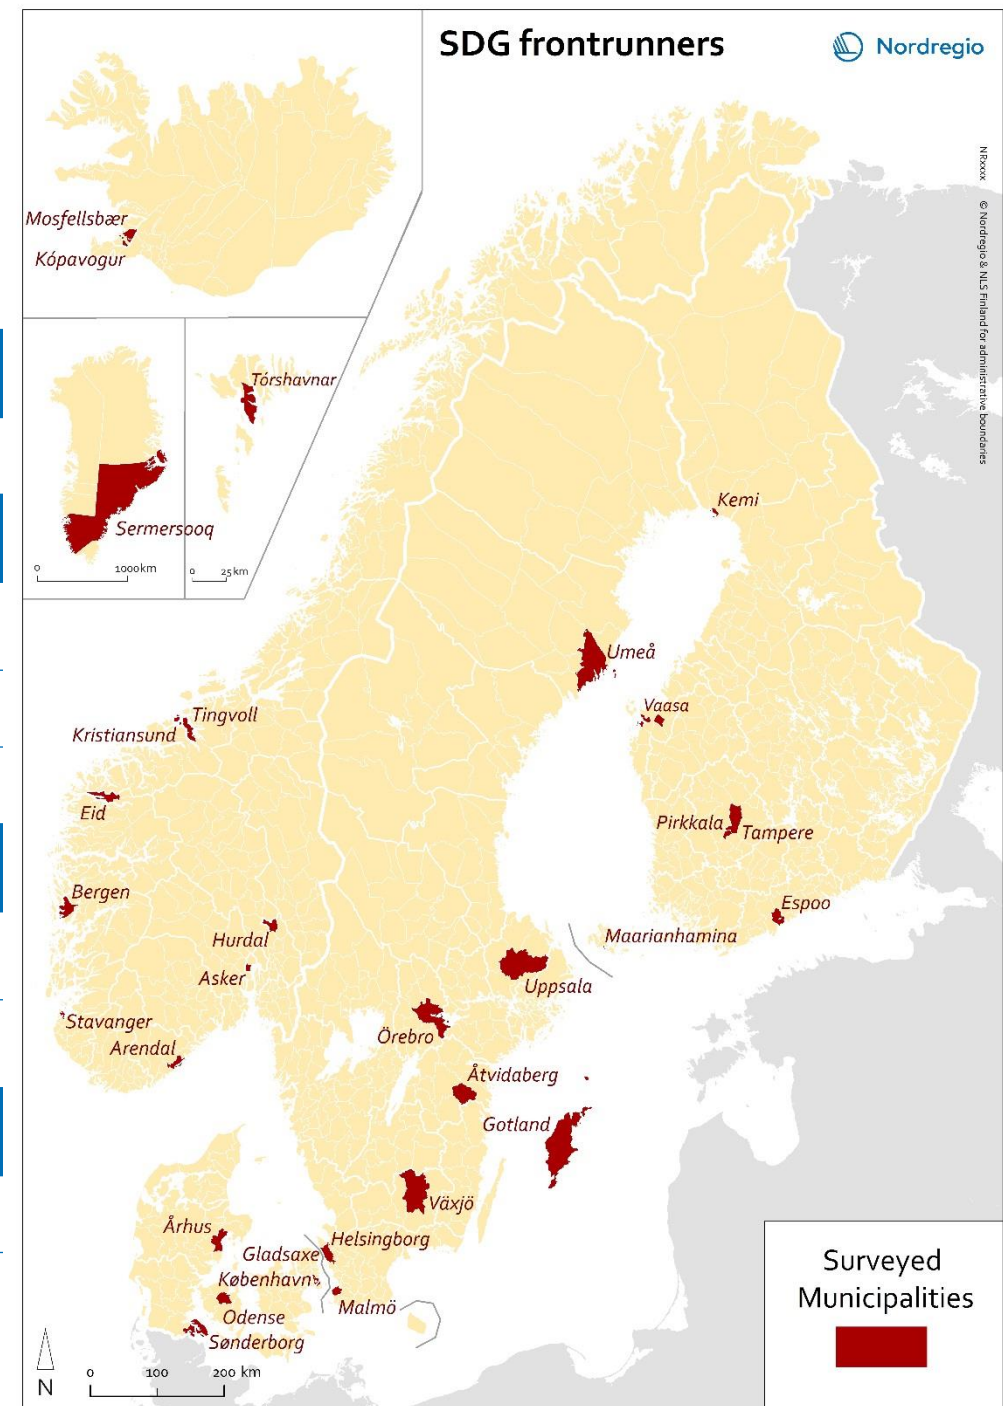 SDG frontrunners
Nordregio
NRxxxx © Nordregio & NLS Finland for administrative boundaries
Mosfellsbær
Kópavogur
Tórshavnar
Sermersooq
0 1000km
0 25km
Kemi
Umeå
Vaasa
Tingvoll
Kristiansund
Eid
Pirkkala
Tampere
Bergen
Espoo
Hurdal
Maarianhamina
Asker
Uppsala
Stavanger
Örebro
Arendal
Åtvidaberg
Gotland
Växjö
Århus
Helsingborg
Gladsaxe
København
Malmö
Odense
Sønderborg
Surveyed
Municipalities
N
0 100 200 km